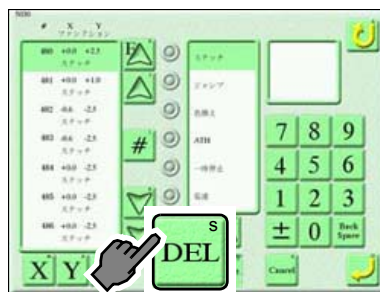 # X Y
ファンクション
480 +0.0 +2.5
ステッチ
481 +0.0 +1.0
ステッチ
482 -0.6 -2.5
ステッチ
483 -0.6 -2.5
ステッチ
484 +0.0 -2.5
ステッチ
485 +0.0 -2.5
ステッチ
486 +0.0 -2.5
ステッチ
#
ステッチ
ジャンプ
色換え
ATH
一時停止
低速
7 8 9
4 5 6
1 2 3
± 0 Back Space
X Y
S
DEL
Cancel